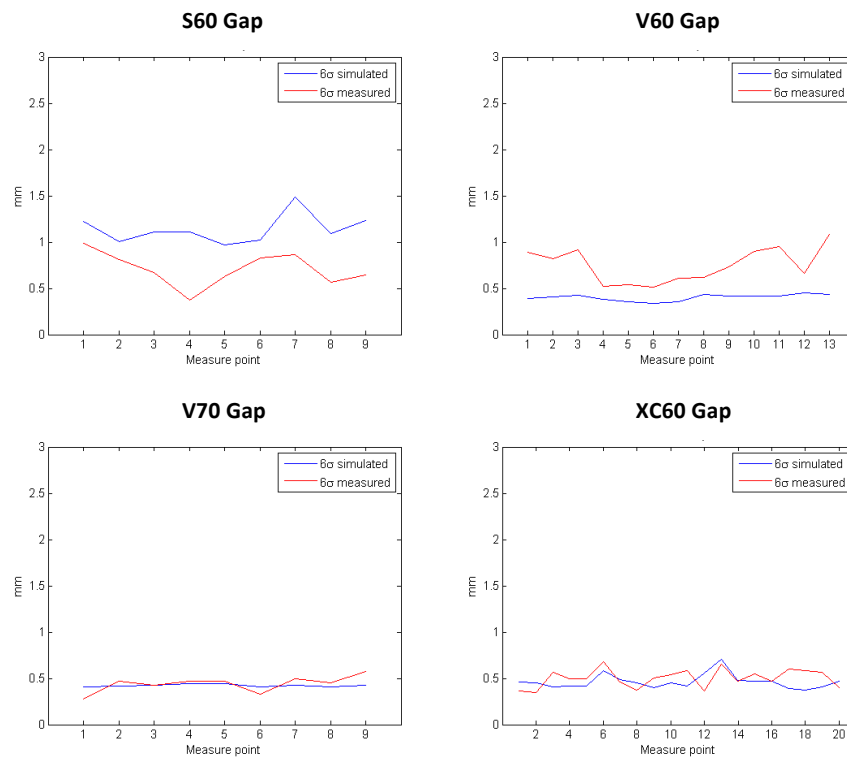 S60 Gap
3
2.5
2
1.5
1
0.5
0
mm
6σ simulated
6σ measured
1 2 3 4 5 6 7 8 9
Measure point
V60 Gap
3
2.5
2
1.5
1
0.5
0
mm
6σ simulated
6σ measured
1 2 3 4 5 6 7 8 9 10 11 12 13
Measure point
V70 Gap
3
2.5
2
1.5
1
0.5
0
mm
6σ simulated
6σ measured
1 2 3 4 5 6 7 8 9
Measure point
XC60 Gap
3
2.5
2
1.5
1
0.5
0
mm
6σ simulated
6σ measured
2 4 6 8 10 12 14 16 18 20
Measure point